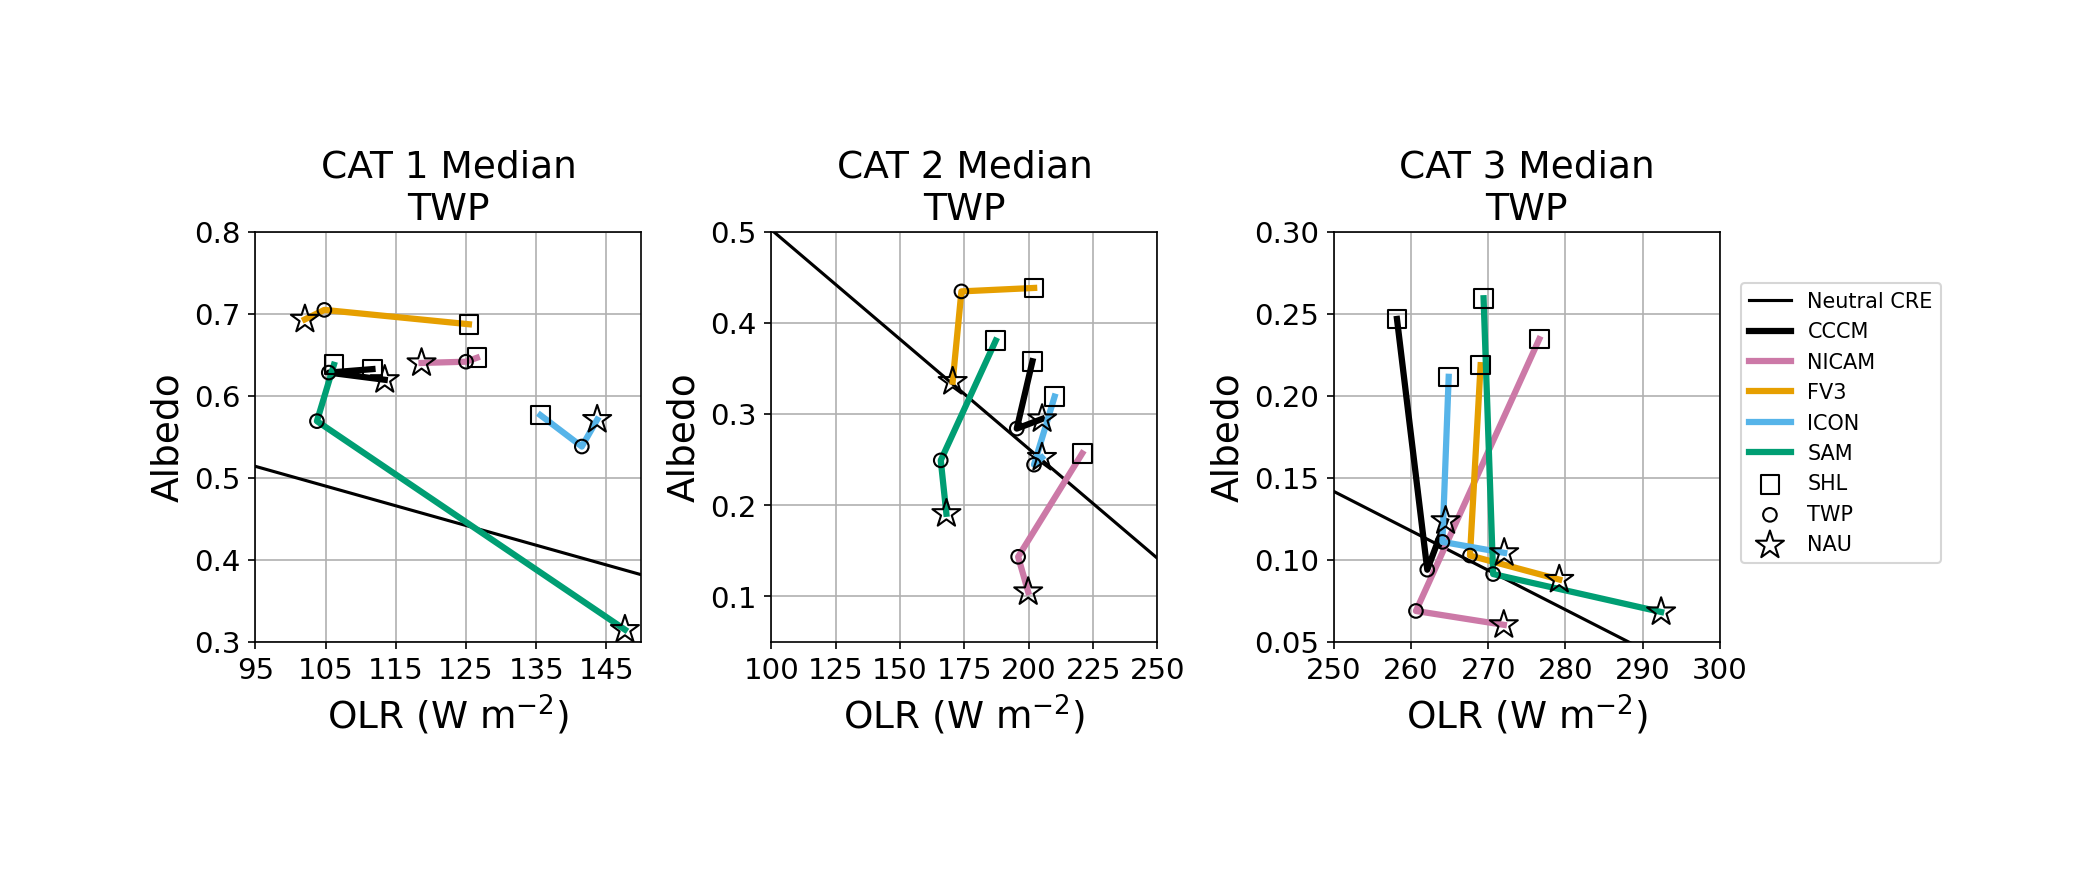 CAT 1 Median
TWP
CAT 2 Median
TWP
CAT 3 Median
TWP
Albedo
0.8
0.7
0.6
0.5
0.4
0.3
95 105 115 125 135 145
OLR (W m⁻²)
Albedo
0.5
0.4
0.3
0.2
0.1
100 125 150 175 200 225 250
OLR (W m⁻²)
Albedo
0.30
0.25
0.20
0.15
0.10
0.05
250 260 270 280 290 300
OLR (W m⁻²)
Neutral CRE
CCCM
NICAM
FV3
ICON
SAM
SHL
TWP
NAU